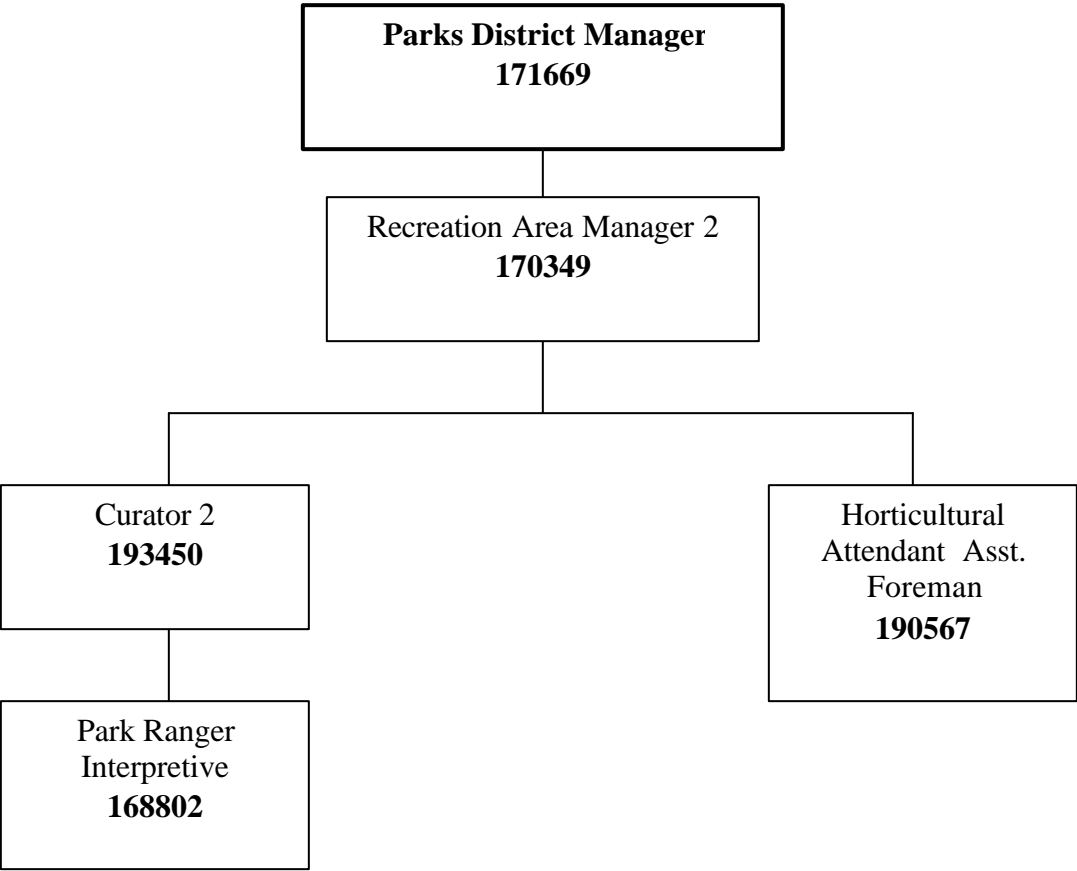 Parks District Manager
171669
Recreation Area Manager 2
170349
Curator 2
193450
Horticultural
Attendant Asst.
Foreman
190567
Park Ranger
Interpretive
168802